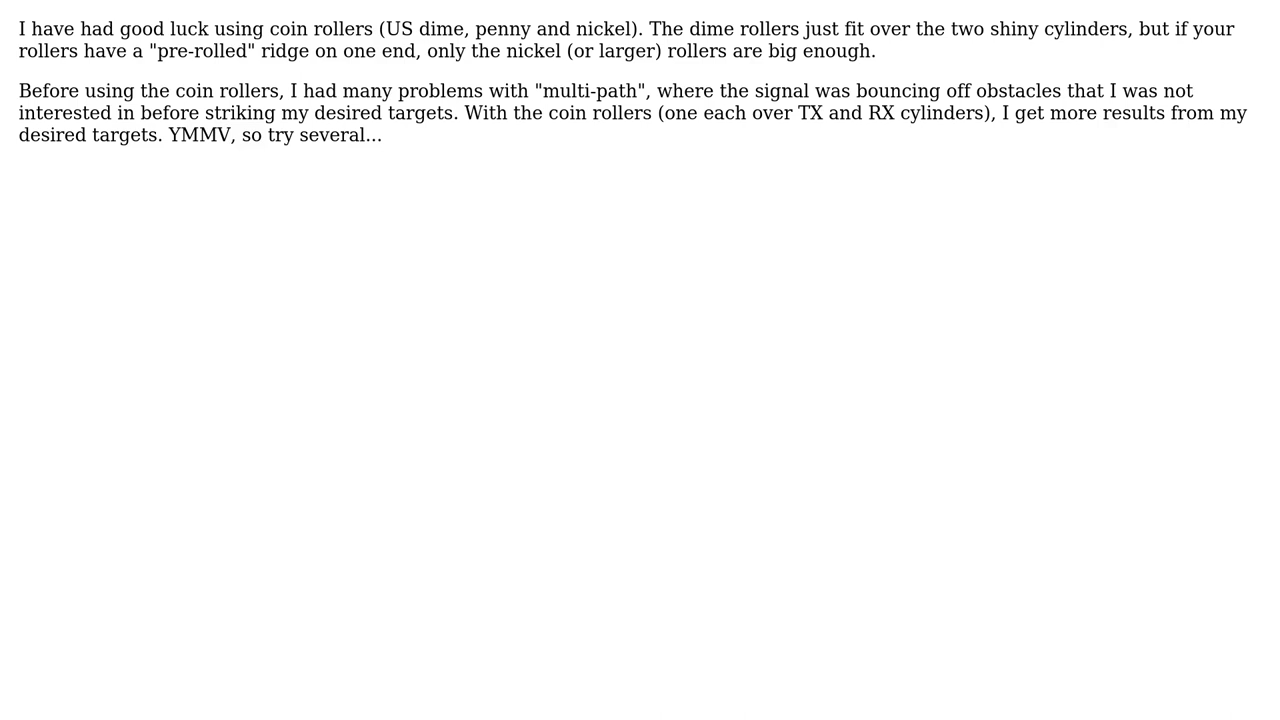 I have had good luck using coin rollers (US dime, penny and nickel). The dime rollers just fit over the two shiny cylinders, but if your
rollers have a "pre-rolled" ridge on one end, only the nickel (or larger) rollers are big enough.
Before using the coin rollers, I had many problems with "multi-path", where the signal was bouncing off obstacles that I was not
interested in before striking my desired targets. With the coin rollers (one each over TX and RX cylinders), I get more results from my
desired targets. YMMV, so try several...